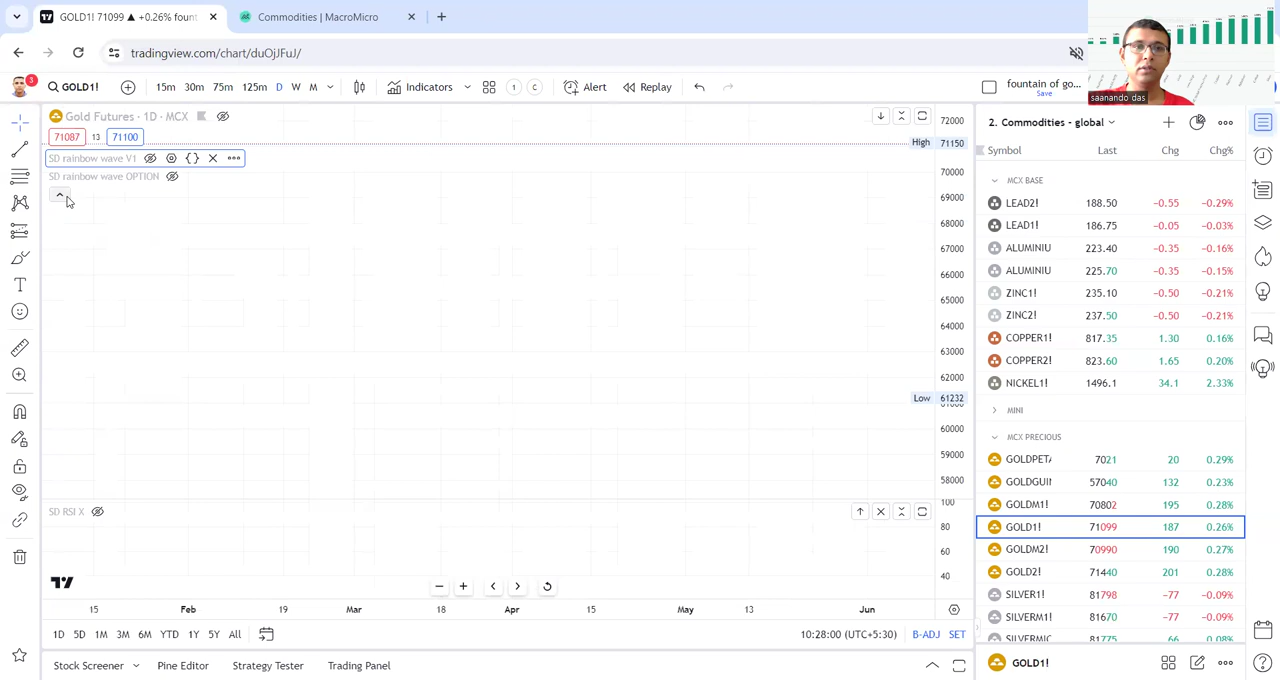 GOLD1! 71099 ▲ +0.26% fount
Commodities | MacroMicro
tradingview.com/chart/duOjJFuJ/
3
GOLD1!
15m 30m 75m 125m D W M
Indicators
1 C
Alert
Replay
fountain of go...
Save
saanando das
Gold Futures · 1D · MCX
71087 13 71100
SD rainbow wave V1
SD rainbow wave OPTION
72000
High 71150
70000
69000
68000
67000
66000
65000
64000
63000
62000
Low 61232
60000
59000
58000
SD RSI X
100
80
60
40
15 Feb 19 Mar 18 Apr 15 May 13 Jun
1D 5D 1M 3M 6M YTD 1Y 5Y All
10:28:00 (UTC+5:30) B-ADJ SET
Stock Screener Pine Editor Strategy Tester Trading Panel
2. Commodities - global
Symbol Last Chg Chg%
MCX BASE
LEAD2! 188.50 −0.55 −0.29%
LEAD1! 186.75 −0.05 −0.03%
ALUMINIU 223.40 −0.35 −0.16%
ALUMINIU 225.70 −0.35 −0.15%
ZINC1! 235.10 −0.50 −0.21%
ZINC2! 237.50 −0.50 −0.21%
COPPER1! 817.35 1.30 0.16%
COPPER2! 823.60 1.65 0.20%
NICKEL1! 1496.1 34.1 2.33%
MINI
MCX PRECIOUS
GOLDPETA 7021 20 0.29%
GOLDGUIN 57040 132 0.23%
GOLDM1! 70802 195 0.28%
GOLD1! 71099 187 0.26%
GOLDM2! 70990 190 0.27%
GOLD2! 71440 201 0.28%
SILVER1! 81798 −77 −0.09%
SILVERM1! 81670 −77 −0.09%
SILVERMIC 81775 66 0.08%
GOLD1!